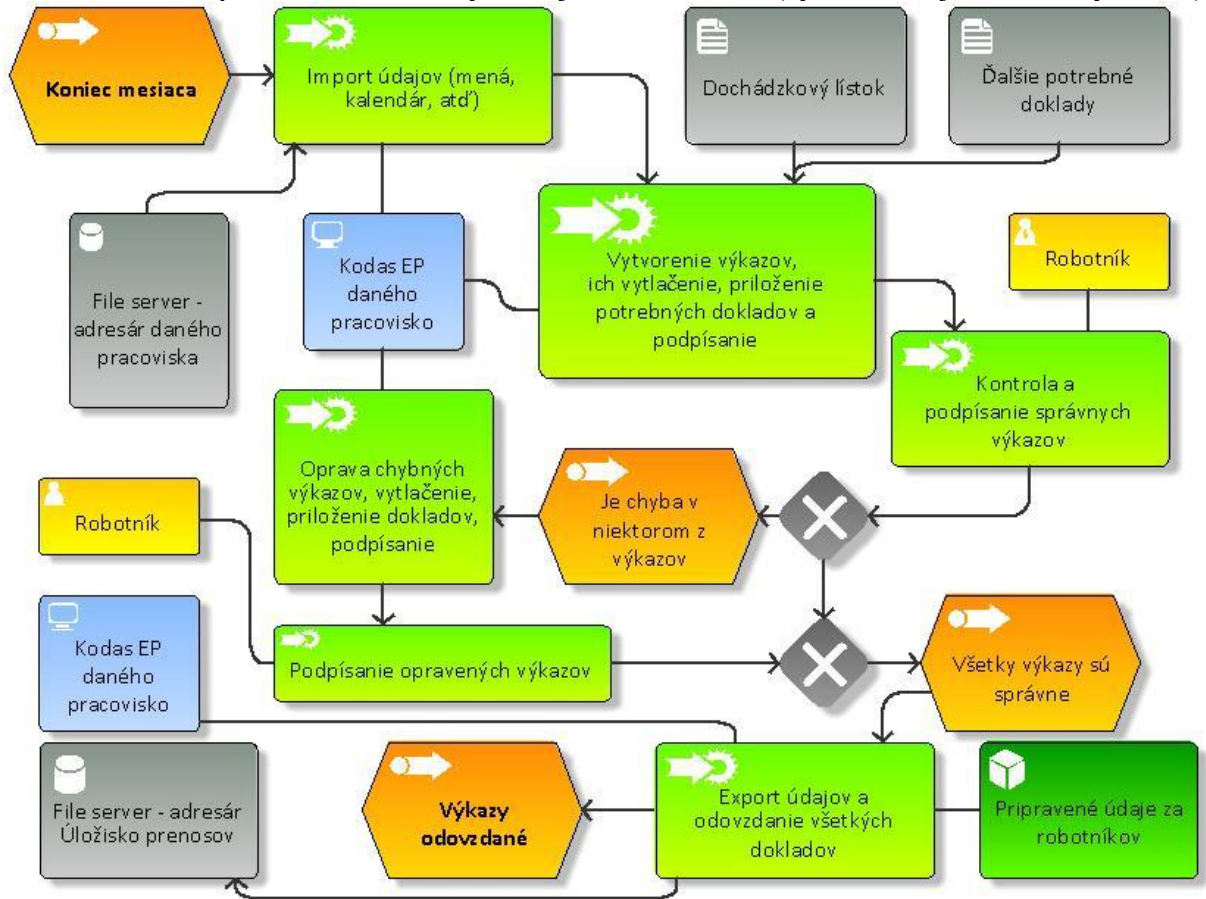 Koniec mesiaca
Import údajov (mená,
kalendár, atď)
Dochádzkový lístok
Ďalšie potrebné
doklady
File server -
adresár daného
pracoviska
Kodas EP
daného
pracovisko
Vytvorenie výkazov,
ich vytlačenie, priloženie
potrebných dokladov a
podpísanie
Robotník
Kontrola a
podpísanie správnych
výkazov
Oprava chybných
výkazov, vytlačenie,
priloženie dokladov,
podpísanie
Je chyba v
niektorom z
výkazov
Robotník
Kodas EP
daného
pracovisko
Podpísanie opravených výkazov
Všetky výkazy sú
správne
File server - adresár
Úložisko prenosov
Výkazy
odovzdané
Export údajov a
odovzdanie všetkých
dokladov
Pripravené údaje za
robotníkov